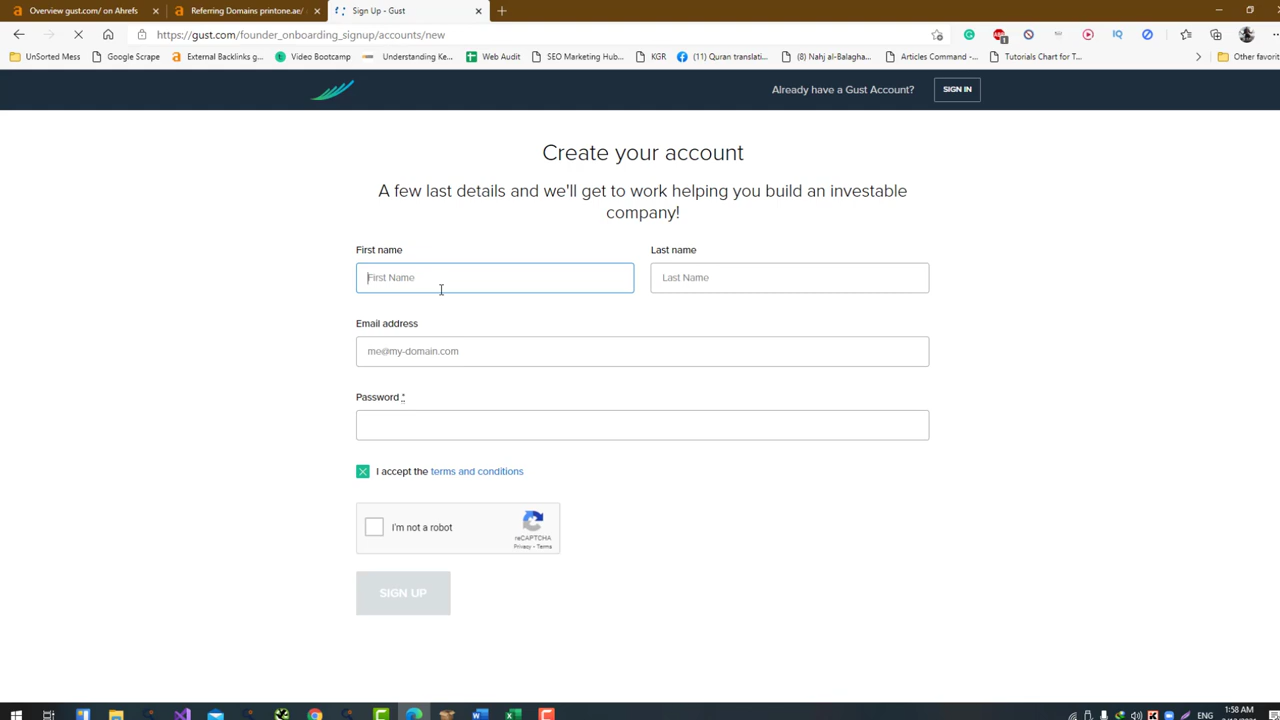 Overview gust.com/ on Ahrefs
Referring Domains printone.ae/
Sign Up - Gust
https://gust.com/founder_onboarding_signup/accounts/new
UnSorted Mess
Google Scrape
External Backlinks g...
Video Bootcamp
Understanding Ke...
Web Audit
SEO Marketing Hub...
KGR
(11) Quran translati...
(8) Nahj al-Balagha...
Articles Command -...
Tutorials Chart for T...
Other favorit
Already have a Gust Account?
SIGN IN
Create your account
A few last details and we'll get to work helping you build an investable
company!
First name
Last name
First Name
Last Name
Email address
me@my-domain.com
Password *
I accept the terms and conditions
I'm not a robot
reCAPTCHA
Privacy - Terms
SIGN UP
1:58 AM
ENG